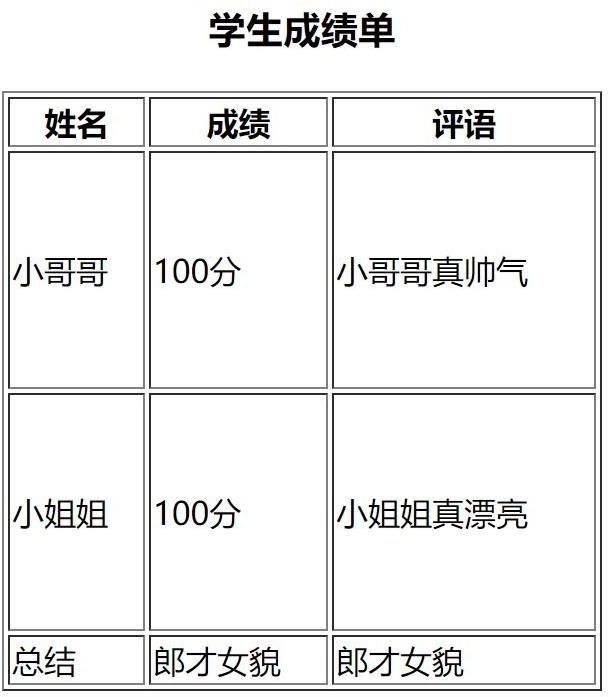 学生成绩单
姓名 成绩 评语
小哥哥 100分 小哥哥真帅气
小姐姐 100分 小姐姐真漂亮
总结 郎才女貌 郎才女貌